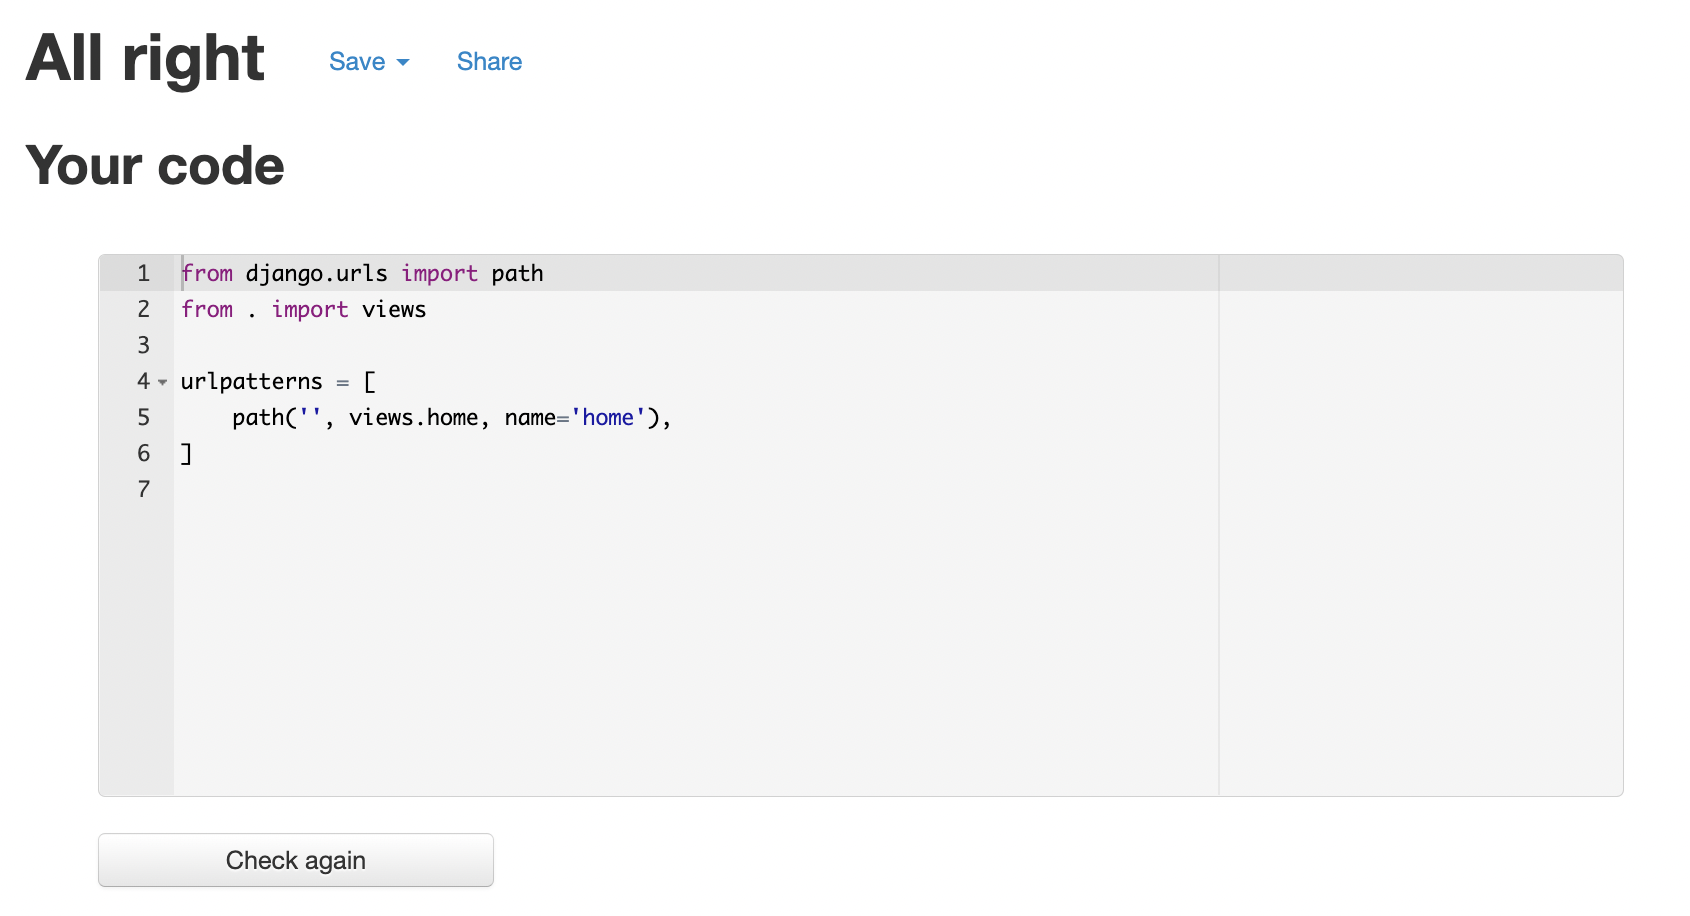 All right Save Share
Your code
1 from django.urls import path
2 from . import views
3
4 urlpatterns = [
5     path('', views.home, name='home'),
6 ]
7
Check again